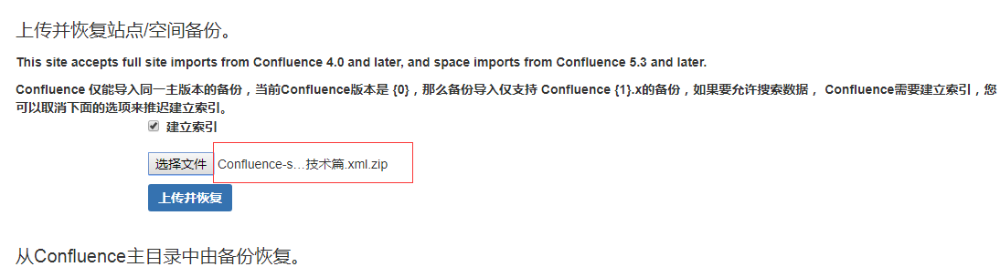 上传并恢复站点/空间备份。
This site accepts full site imports from Confluence 4.0 and later, and space imports from Confluence 5.3 and later.
Confluence 仅能导入同一主版本的备份，当前Confluence版本是 {0}，那么备份导入仅支持 Confluence {1}.x的备份，如果要允许搜索数据， Confluence需要建立索引，您
可以取消下面的选项来推迟建立索引。
建立索引
选择文件 Confluence-s...技术篇.xml.zip
上传并恢复
从Confluence主目录中由备份恢复。